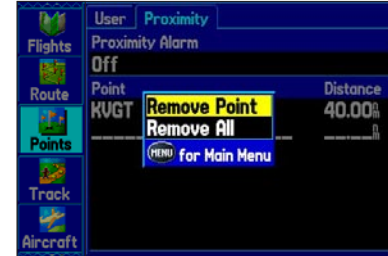 User Proximity
Flights
Proximity Alarm
Off
Route
Point Distance
KVGT 40.00
Remove Point
Remove All
MENU for Main Menu
Points
Track
Aircraft